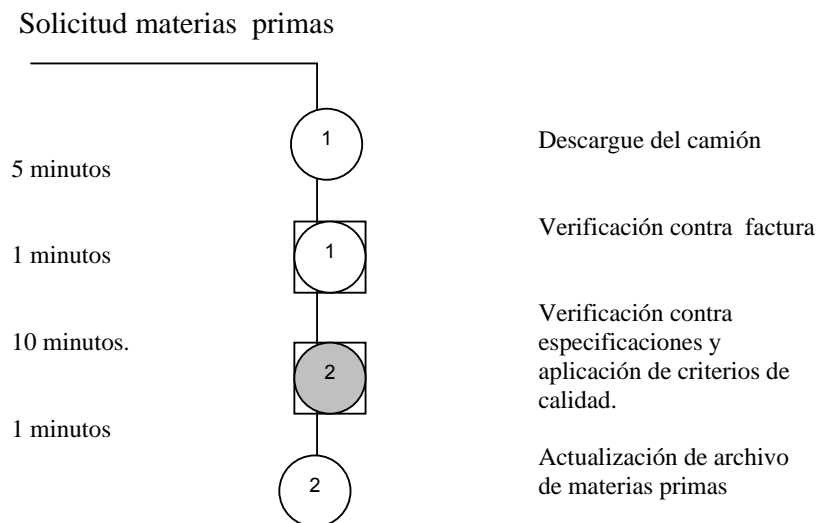 Solicitud materias primas
1
Descargue del camión
5 minutos
Verificación contra factura
1
1 minutos
Verificación contra
especificaciones y
aplicación de criterios de
calidad.
10 minutos.
2
1 minutos
Actualización de archivo
de materias primas
2